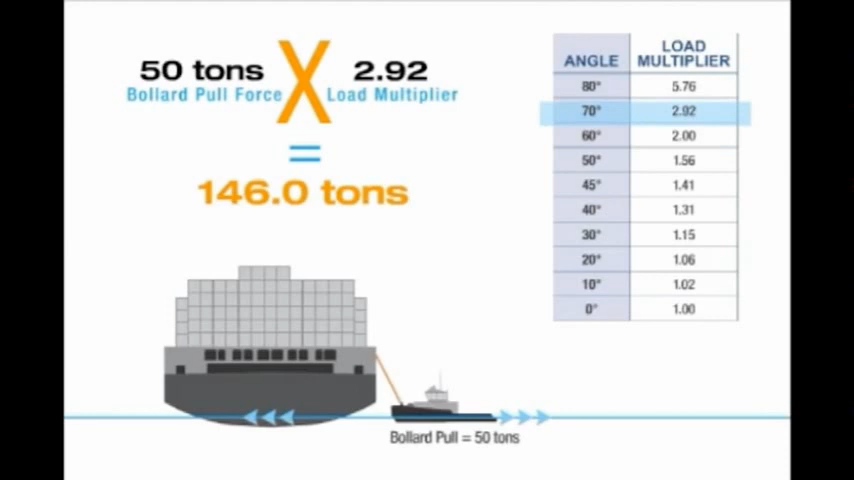 50 tons X 2.92
Bollard Pull Force Load Multiplier
=
146.0 tons
ANGLE LOAD MULTIPLIER
80° 5.76
70° 2.92
60° 2.00
50° 1.56
45° 1.41
40° 1.31
30° 1.15
20° 1.06
10° 1.02
0° 1.00
Bollard Pull = 50 tons